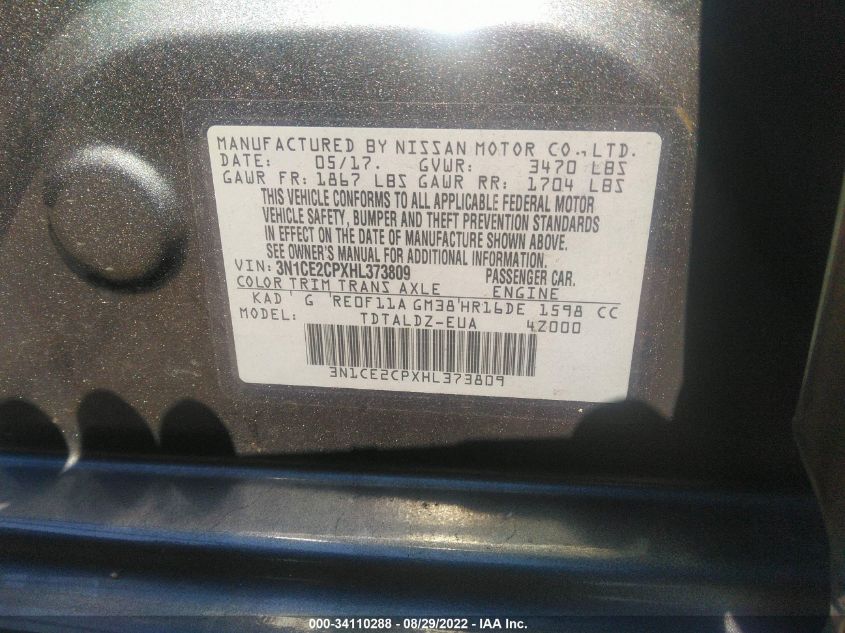 MANUFACTURED BY NISSAN MOTOR CO., LTD.
DATE: 05/17. GVWR: 3470 LBS
GAWR FR: 1867 LBS GAWR RR: 1704 LBS
THIS VEHICLE CONFORMS TO ALL APPLICABLE FEDERAL MOTOR
VEHICLE SAFETY, BUMPER AND THEFT PREVENTION STANDARDS
IN EFFECT ON THE DATE OF MANUFACTURE SHOWN ABOVE.
SEE OWNER'S MANUAL FOR ADDITIONAL INFORMATION.
VIN: 3N1CE2CPXHL373809 PASSENGER CAR.
COLOR TRIM TRANS AXLE ENGINE
KAD G RE0F11A GM38 HR16DE 1598 CC
MODEL: TDTALDZ-EUA 4Z000
3N1CE2CPXHL373809
000-34110288 - 08/29/2022 - IAA Inc.